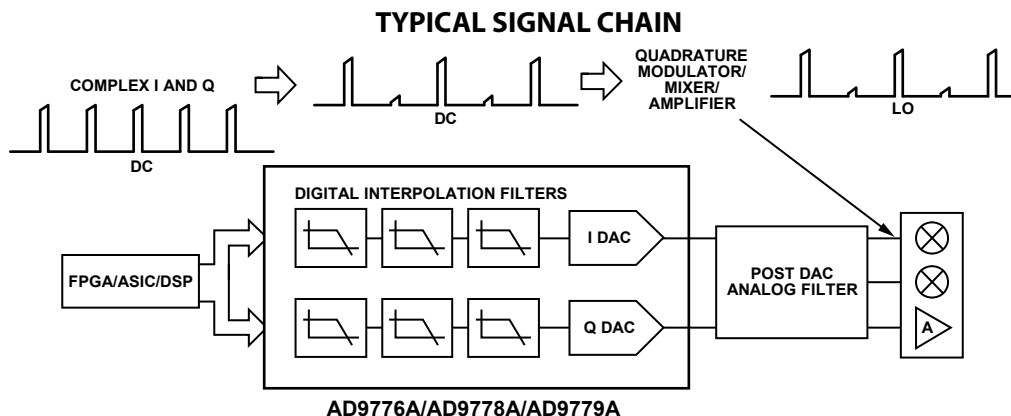 TYPICAL SIGNAL CHAIN
COMPLEX I AND Q
DC
DC
QUADRATURE
MODULATOR/
MIXER/
AMPLIFIER
LO
DIGITAL INTERPOLATION FILTERS
FPGA/ASIC/DSP
I DAC
Q DAC
POST DAC
ANALOG FILTER
A
AD9776A/AD9778A/AD9779A